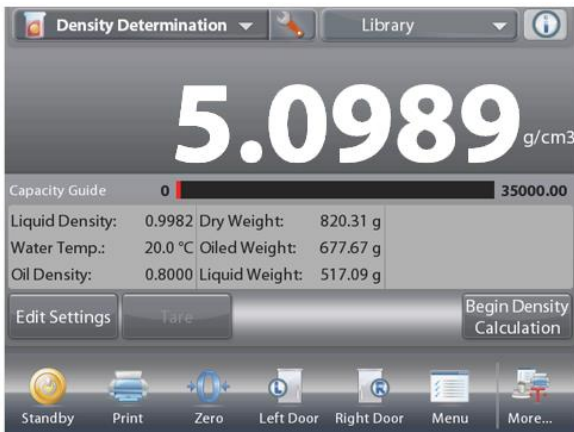 Density Determination Library
5.0989 g/cm3
Capacity Guide 0 35000.00
Liquid Density: 0.9982 Dry Weight: 820.31 g
Water Temp.: 20.0 °C Oiled Weight: 677.67 g
Oil Density: 0.8000 Liquid Weight: 517.09 g
Edit Settings Tare Begin Density
Calculation
L R
Standby Print Zero Left Door Right Door Menu More...